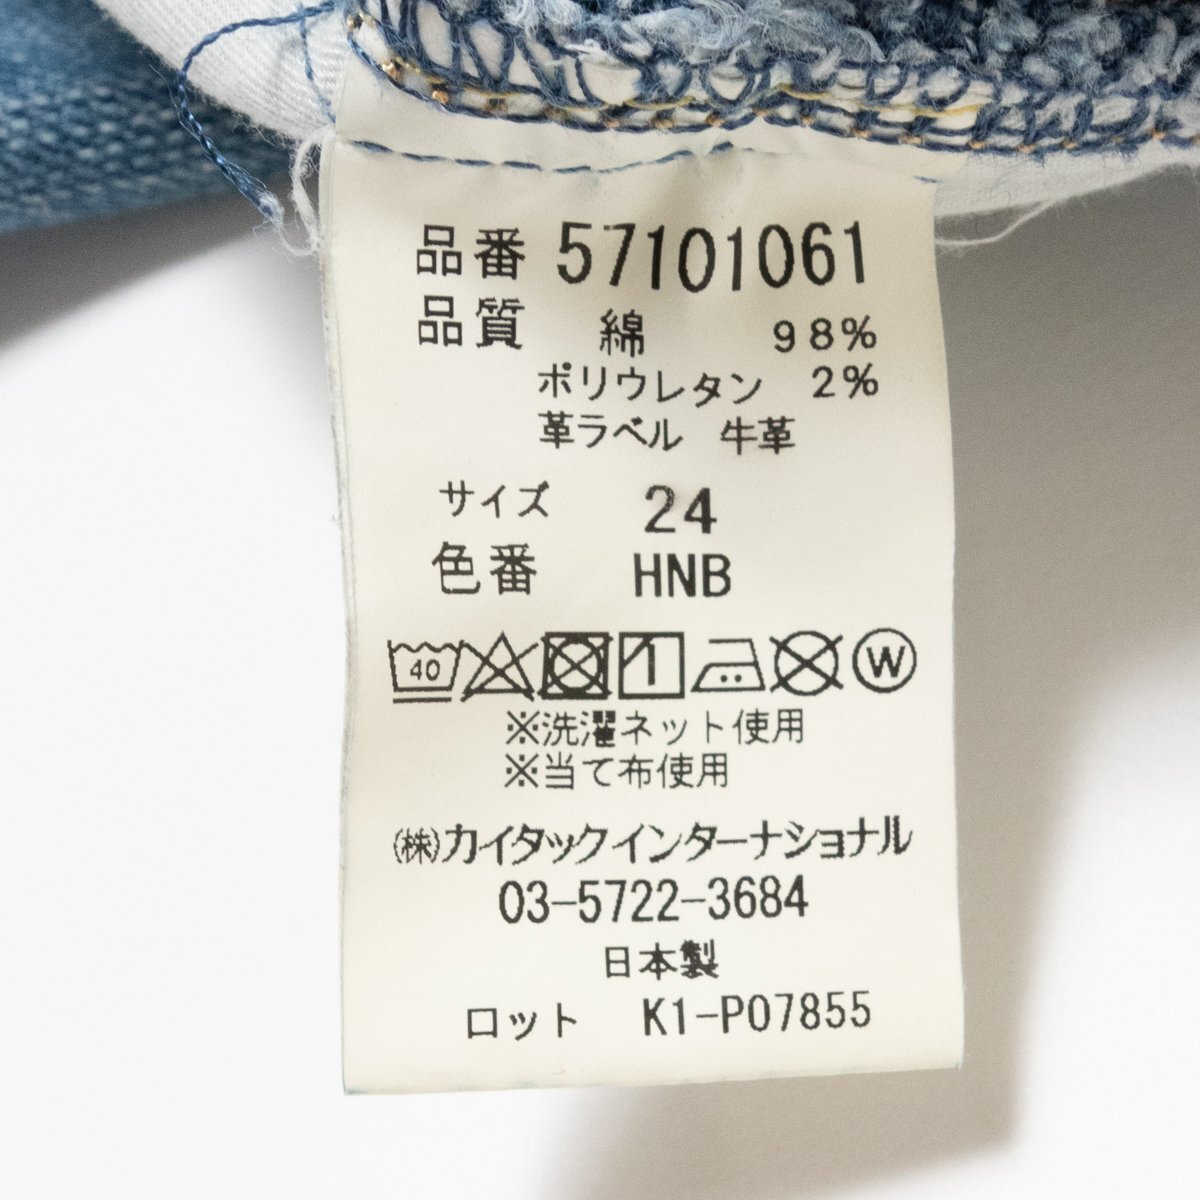 品番 57101061
品質 綿 98%
ポリウレタン 2%
革ラベル 牛革
サイズ 24
色番 HNB
40 W
※洗濯ネット使用
※当て布使用
㈱カイタックインターナショナル
03-5722-3684
日本製
ロット K1-P07855